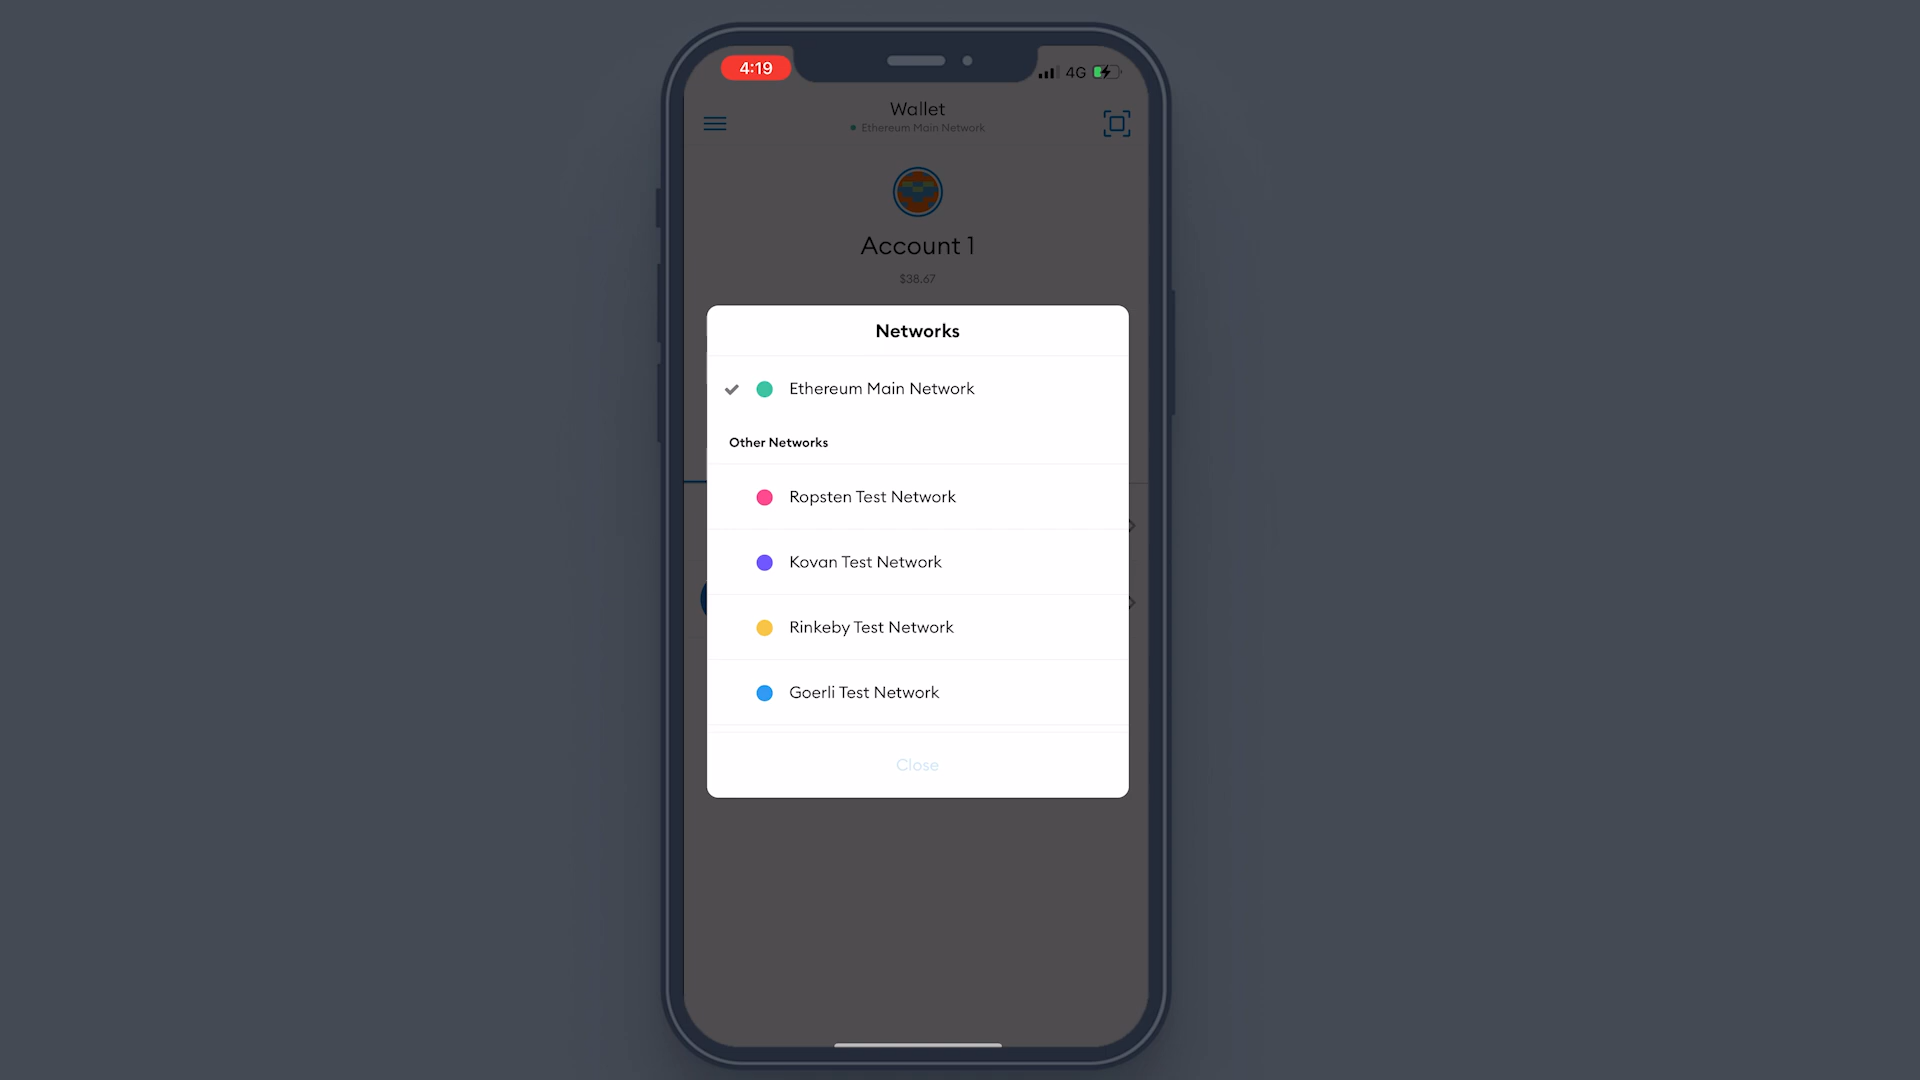 4:19
4G
Wallet
Ethereum Main Network
Account 1
$38.67
Networks
Ethereum Main Network
Other Networks
Ropsten Test Network
Kovan Test Network
Rinkeby Test Network
Goerli Test Network
Close